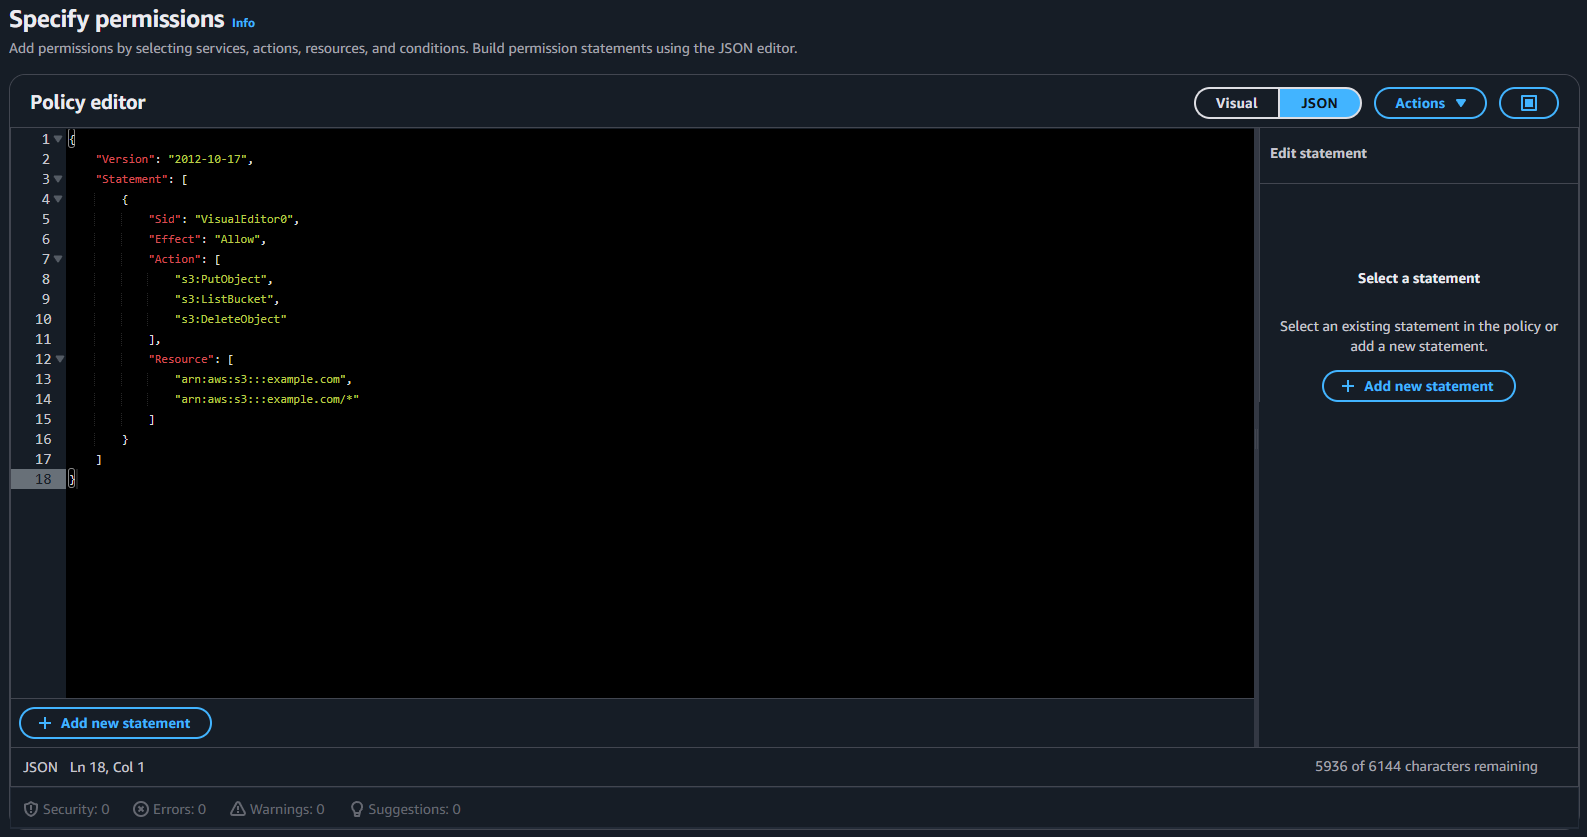 Specify permissions Info
Add permissions by selecting services, actions, resources, and conditions. Build permission statements using the JSON editor.
Policy editor
Visual
JSON
Actions
1 {
2     "Version": "2012-10-17",
3     "Statement": [
4         {
5             "Sid": "VisualEditor0",
6             "Effect": "Allow",
7             "Action": [
8                 "s3:PutObject",
9                 "s3:ListBucket",
10                 "s3:DeleteObject"
11             ],
12             "Resource": [
13                 "arn:aws:s3:::example.com",
14                 "arn:aws:s3:::example.com/*"
15             ]
16         }
17     ]
18 }
Edit statement
Select a statement
Select an existing statement in the policy or
add a new statement.
+ Add new statement
+ Add new statement
JSON Ln 18, Col 1
5936 of 6144 characters remaining
Security: 0
Errors: 0
Warnings: 0
Suggestions: 0